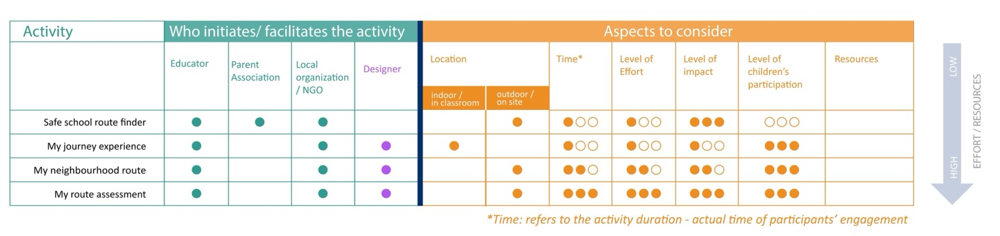 Activity
Who initiates/ facilitates the activity
Aspects to consider
Educator
Parent
Association
Local
organization
/ NGO
Designer
Location
indoor /
in classroom
outdoor /
on site
Time*
Level of
Effort
Level of
impact
Level of
children's
participation
Resources
Safe school route finder
My journey experience
My neighbourhood route
My route assessment
LOW
HIGH
EFFORT / RESOURCES
*Time: refers to the activity duration - actual time of participants' engagement